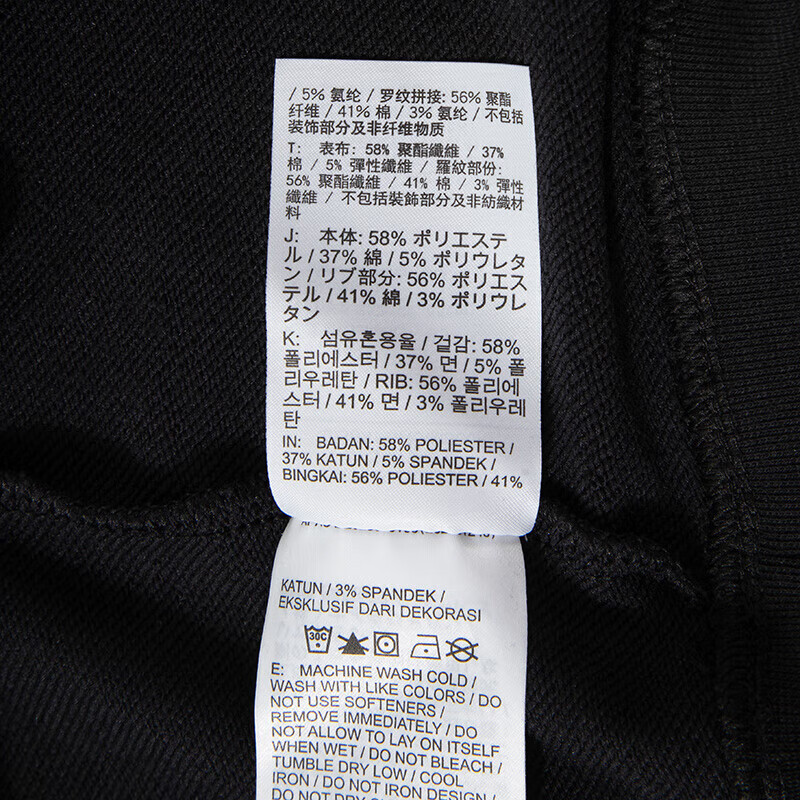 / 5% 氨纶 / 罗纹拼接: 56% 聚酯
纤维 / 41% 棉 / 3% 氨纶 / 不包括
装饰部分及非纤维物质
T: 表布: 58% 聚酯纖維 / 37%
棉 / 5% 彈性纖維 / 羅紋部份:
56% 聚酯纖維 / 41% 棉 / 3% 彈性
纖維 / 不包括裝飾部分及非紡織材
料
J: 本体: 58% ポリエステ
ル / 37% 綿 / 5% ポリウレタ
ン / リブ部分: 56% ポリエス
テル / 41% 綿 / 3% ポリウレ
タン
K: 섬유혼용율 / 겉감: 58%
폴리에스터 / 37% 면 / 5% 폴
리우레탄 / RIB: 56% 폴리에
스터 / 41% 면 / 3% 폴리우레
탄
IN: BADAN: 58% POLIESTER /
37% KATUN / 5% SPANDEK /
BINGKAI: 56% POLIESTER / 41%
KATUN / 3% SPANDEK /
EKSKLUSIF DARI DEKORASI
30C
E: MACHINE WASH COLD /
WASH WITH LIKE COLORS / DO
NOT USE SOFTENERS /
REMOVE IMMEDIATELY / DO
NOT ALLOW TO LAY ON ITSELF
WHEN WET / DO NOT BLEACH /
TUMBLE DRY LOW / COOL
IRON / DO NOT IRON DESIGN /
DO NOT DRY